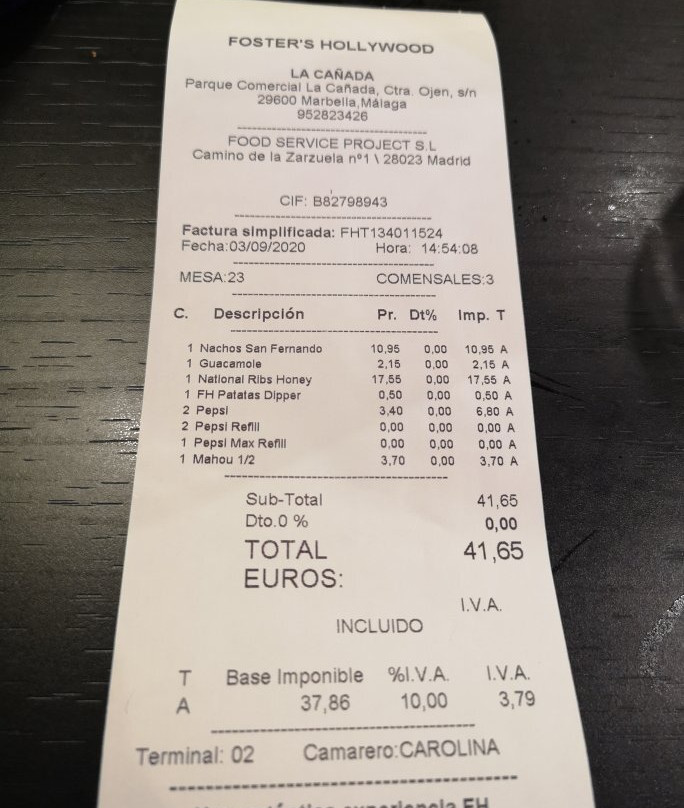 FOSTER'S HOLLYWOOD
LA CAÑADA
Parque Comercial La Cañada, Ctra. Ojen, s/n
29600 Marbella,Málaga
952823426
FOOD SERVICE PROJECT S.L
Camino de la Zarzuela nº1 \ 28023 Madrid
CIF: B82798943
Factura simplificada: FHT134011524
Fecha:03/09/2020 Hora: 14:54:08
MESA:23 COMENSALES:3
C. Descripción Pr. Dt% Imp. T
1 Nachos San Fernando 10,95 0,00 10,95 A
1 Guacamole 2,15 0,00 2,15 A
1 National Ribs Honey 17,55 0,00 17,55 A
1 FH Patatas Dipper 0,50 0,00 0,50 A
2 Pepsi 3,40 0,00 6,80 A
2 Pepsi Refill 0,00 0,00 0,00 A
1 Pepsi Max Refill 0,00 0,00 0,00 A
1 Mahou 1/2 3,70 0,00 3,70 A
Sub-Total 41,65
Dto.0 % 0,00
TOTAL 41,65
EUROS:
I.V.A.
INCLUIDO
T Base Imponible %I.V.A. I.V.A.
A 37,86 10,00 3,79
Terminal: 02 Camarero:CAROLINA
experiencia FH